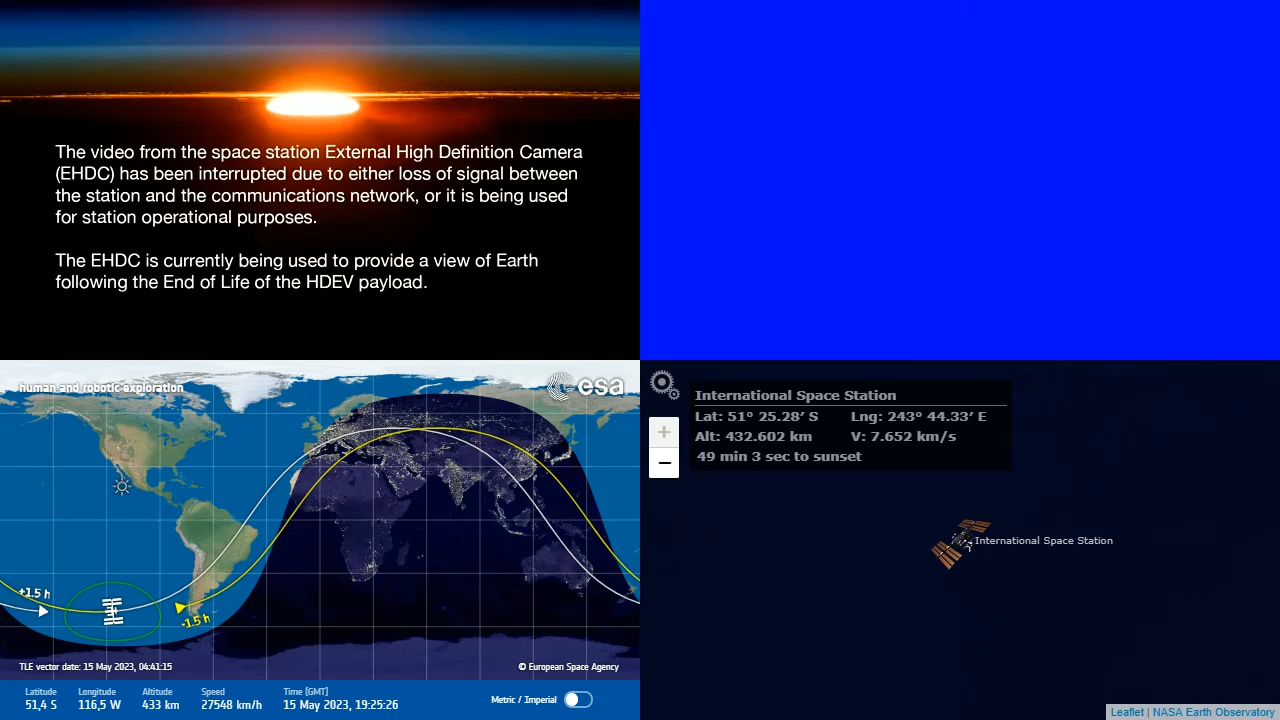 The video from the space station External High Definition Camera
(EHDC) has been interrupted due to either loss of signal between
the station and the communications network, or it is being used
for station operational purposes.
The EHDC is currently being used to provide a view of Earth
following the End of Life of the HDEV payload.
human and robotic exploration
esa
+1.5 h
-1.5 h
TLE vector date: 15 May 2023, 04:41:15
© European Space Agency
Latitude Longitude Altitude Speed Time [GMT]
51,4 S 116,5 W 433 km 27548 km/h 15 May 2023, 19:25:26
Metric / Imperial
+
−
International Space Station
Lat: 51° 25.28′ S Lng: 243° 44.33′ E
Alt: 432.602 km V: 7.652 km/s
49 min 3 sec to sunset
International Space Station
Leaflet | NASA Earth Observatory